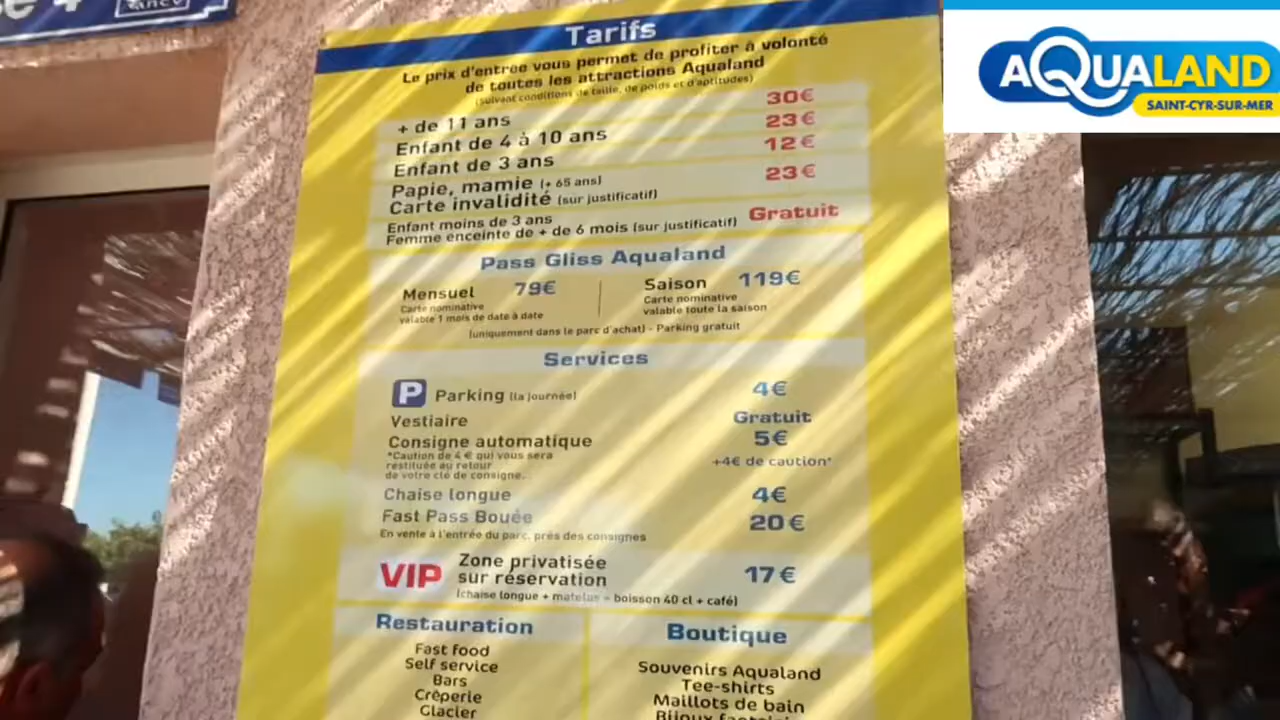 Tarifs
Le prix d'entrée vous permet de profiter à volonté
de toutes les attractions Aqualand
(suivant conditions de taille, de poids et d'aptitudes)
+ de 11 ans 30€
Enfant de 4 à 10 ans 23€
Enfant de 3 ans 12€
Papie, mamie (+ 65 ans) 23€
Carte invalidité (sur justificatif)
Enfant moins de 3 ans Gratuit
Femme enceinte de + de 6 mois (sur justificatif)
Pass Gliss Aqualand
Mensuel 79€
Carte nominative
valable 1 mois de date à date
Saison 119€
Carte nominative
valable toute la saison
(uniquement dans le parc d'achat) - Parking gratuit
Services
P Parking (la journée) 4€
Vestiaire Gratuit
Consigne automatique 5€
*Caution de 4 € qui vous sera
restituée au retour
de votre clé de consigne.
+4€ de caution*
Chaise longue 4€
Fast Pass Bouée 20€
En vente à l'entrée du parc, près des consignes
VIP Zone privatisée
sur réservation 17€
(chaise longue + matelas + boisson 40 cl + café)
Restauration
Fast food
Self service
Bars
Crêperie
Glacier
Boutique
Souvenirs Aqualand
Tee-shirts
Maillots de bain
Bijoux fantaisie
AQUALAND
SAINT-CYR-SUR-MER